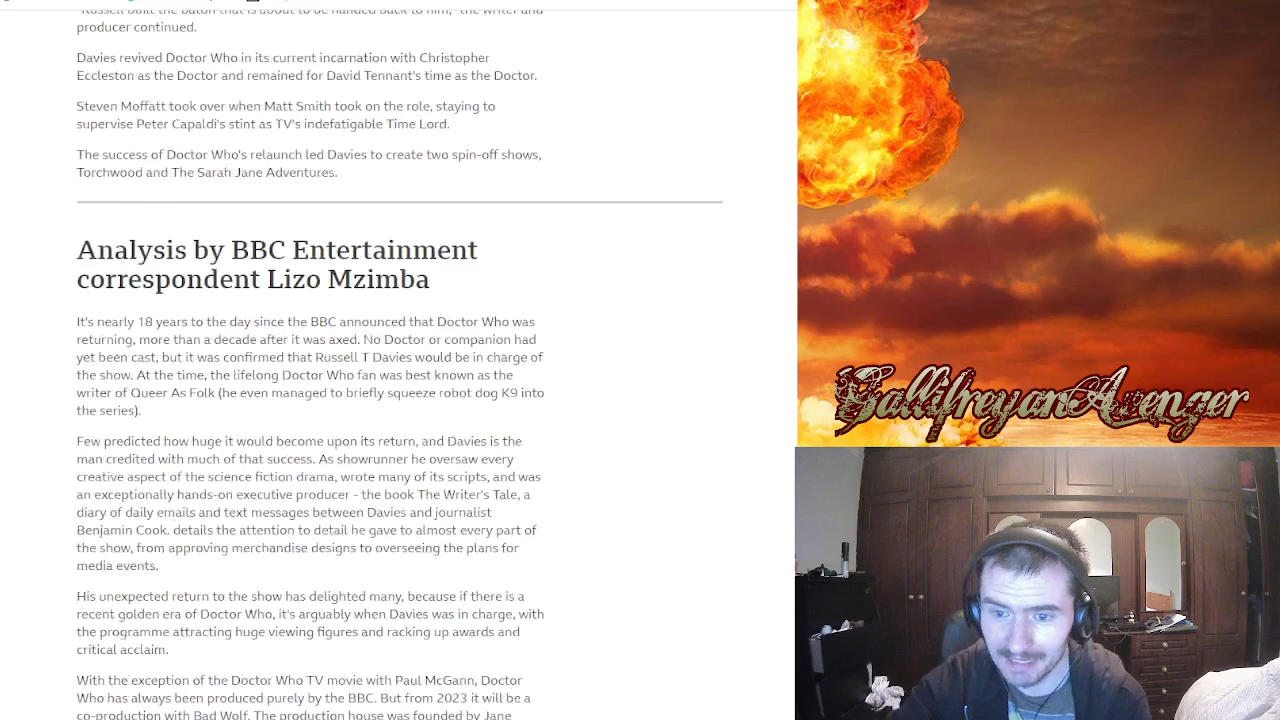 "Russell built the baton that is about to be handed back to him," the writer and
producer continued.
Davies revived Doctor Who in its current incarnation with Christopher
Eccleston as the Doctor and remained for David Tennant's time as the Doctor.
Steven Moffatt took over when Matt Smith took on the role, staying to
supervise Peter Capaldi's stint as TV's indefatigable Time Lord.
The success of Doctor Who's relaunch led Davies to create two spin-off shows,
Torchwood and The Sarah Jane Adventures.
Analysis by BBC Entertainment
correspondent Lizo Mzimba
It's nearly 18 years to the day since the BBC announced that Doctor Who was
returning, more than a decade after it was axed. No Doctor or companion had
yet been cast, but it was confirmed that Russell T Davies would be in charge of
the show. At the time, the lifelong Doctor Who fan was best known as the
writer of Queer As Folk (he even managed to briefly squeeze robot dog K9 into
the series).
Few predicted how huge it would become upon its return, and Davies is the
man credited with much of that success. As showrunner he oversaw every
creative aspect of the science fiction drama, wrote many of its scripts, and was
an exceptionally hands-on executive producer - the book The Writer's Tale, a
diary of daily emails and text messages between Davies and journalist
Benjamin Cook. details the attention to detail he gave to almost every part of
the show, from approving merchandise designs to overseeing the plans for
media events.
His unexpected return to the show has delighted many, because if there is a
recent golden era of Doctor Who, it's arguably when Davies was in charge, with
the programme attracting huge viewing figures and racking up awards and
critical acclaim.
With the exception of the Doctor Who TV movie with Paul McGann, Doctor
Who has always been produced purely by the BBC. But from 2023 it will be a
co-production with Bad Wolf. The production house was founded by Jane
GallifreyanAvenger